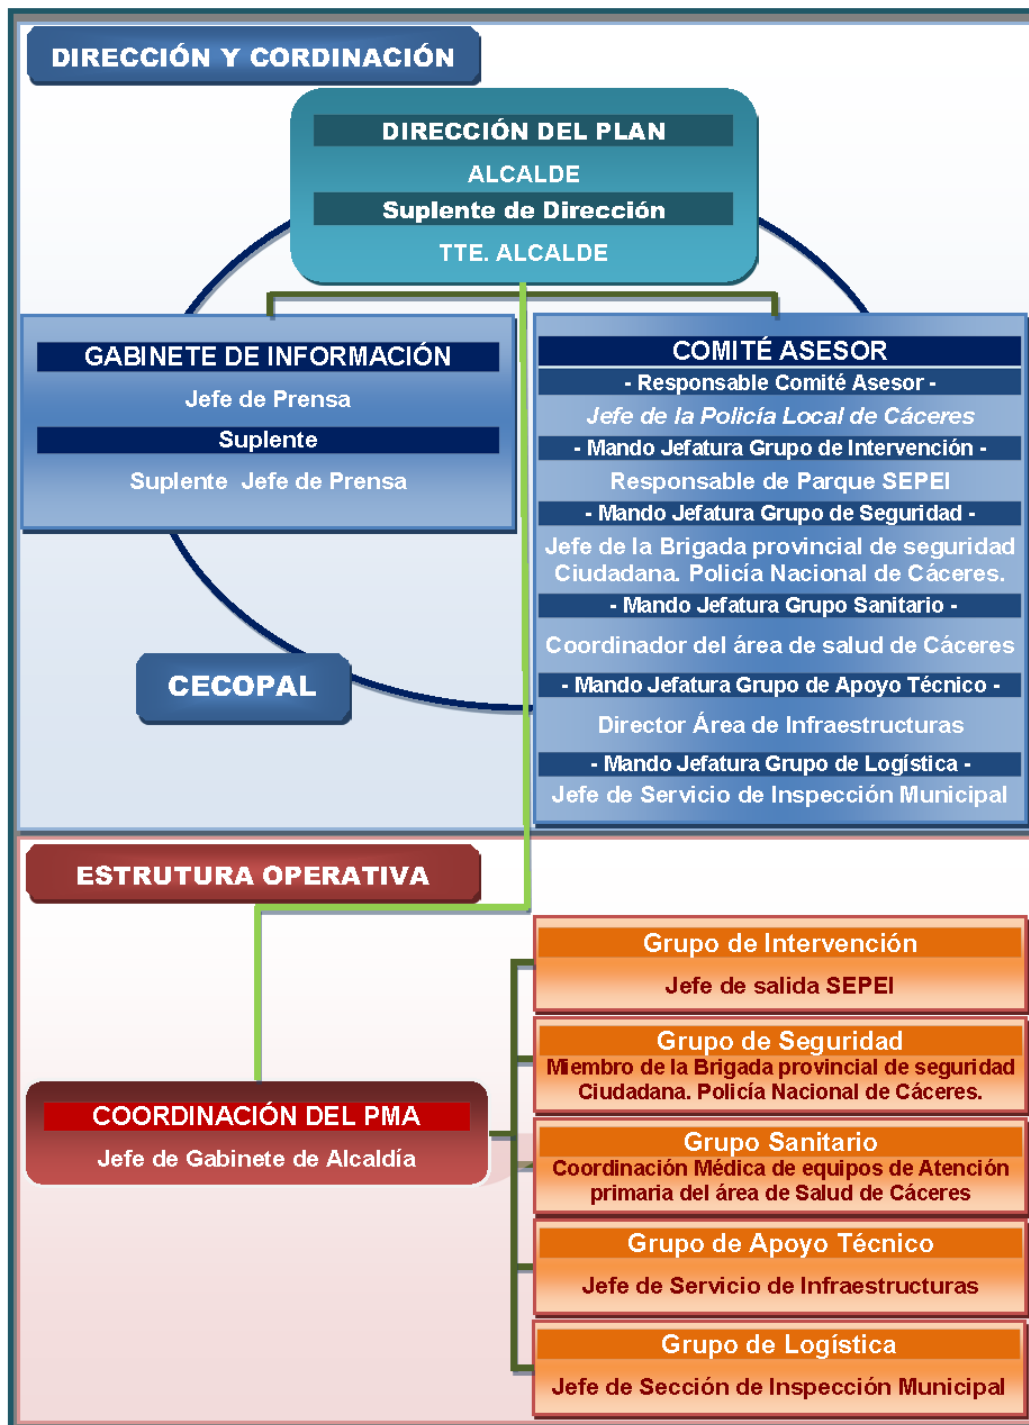 DIRECCIÓN Y CORDINACIÓN
DIRECCIÓN DEL PLAN
ALCALDE
Suplente de Dirección
TTE. ALCALDE
GABINETE DE INFORMACIÓN
Jefe de Prensa
Suplente
Suplente Jefe de Prensa
COMITÉ ASESOR
- Responsable Comité Asesor -
Jefe de la Policía Local de Cáceres
- Mando Jefatura Grupo de Intervención -
Responsable de Parque SEPEI
- Mando Jefatura Grupo de Seguridad -
Jefe de la Brigada provincial de seguridad
Ciudadana. Policía Nacional de Cáceres.
- Mando Jefatura Grupo Sanitario -
Coordinador del área de salud de Cáceres
- Mando Jefatura Grupo de Apoyo Técnico -
Director Área de Infraestructuras
- Mando Jefatura Grupo de Logística -
Jefe de Servicio de Inspección Municipal
CECOPAL
ESTRUTURA OPERATIVA
COORDINACIÓN DEL PMA
Jefe de Gabinete de Alcaldía
Grupo de Intervención
Jefe de salida SEPEI
Grupo de Seguridad
Miembro de la Brigada provincial de seguridad
Ciudadana. Policía Nacional de Cáceres.
Grupo Sanitario
Coordinación Médica de equipos de Atención
primaria del área de Salud de Cáceres
Grupo de Apoyo Técnico
Jefe de Servicio de Infraestructuras
Grupo de Logística
Jefe de Sección de Inspección Municipal